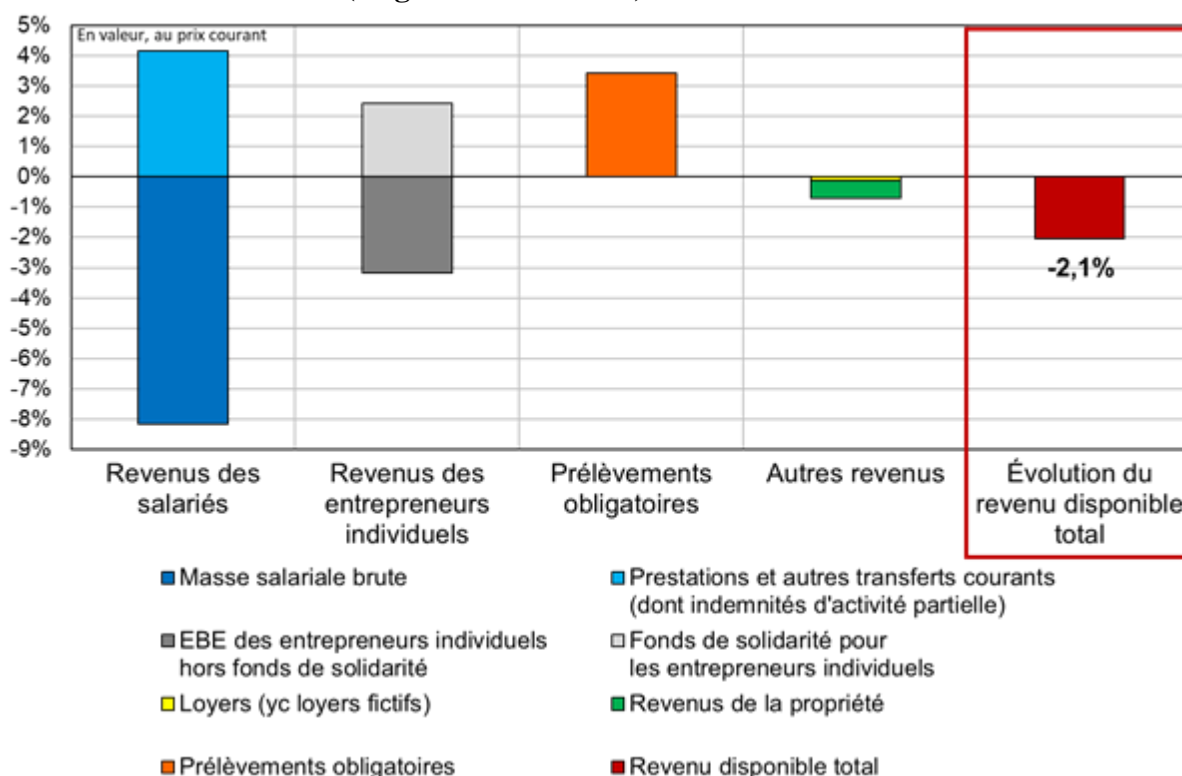 5%
En valeur, au prix courant
4%
3%
2%
1%
0%
-1%
-2%
-3%
-4%
-5%
-6%
-7%
-8%
-9%
-2,1%
Revenus des
salariés
Revenus des
entrepreneurs
individuels
Prélèvements
obligatoires
Autres revenus
Évolution du
revenu disponible
total
Masse salariale brute
Prestations et autres transferts courants
(dont indemnités d'activité partielle)
EBE des entrepreneurs individuels
hors fonds de solidarité
Fonds de solidarité pour
les entrepreneurs individuels
Loyers (yc loyers fictifs)
Revenus de la propriété
Prélèvements obligatoires
Revenu disponible total